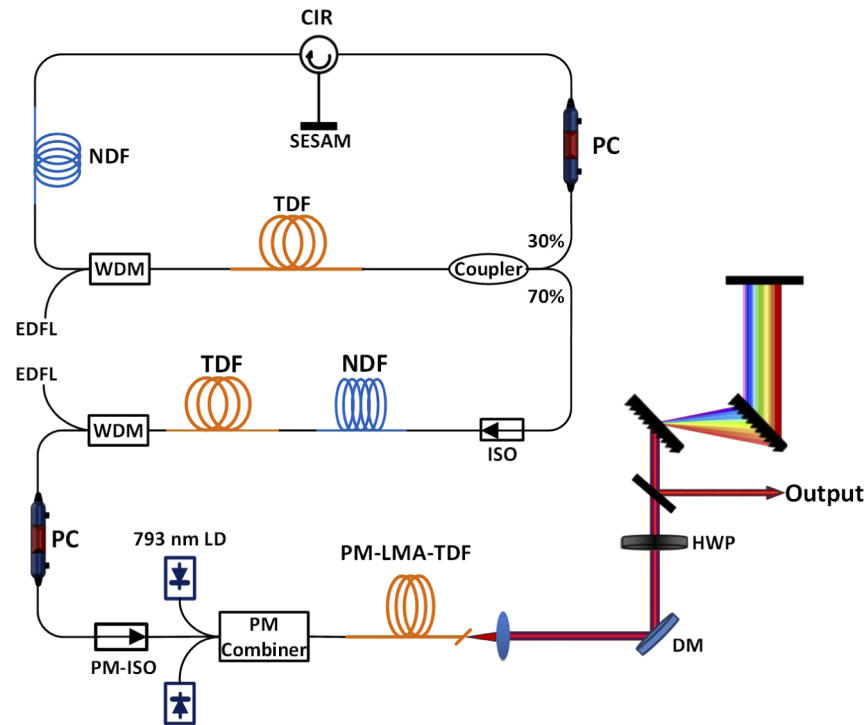 CIR
SESAM
NDF
PC
TDF
30%
WDM
Coupler
70%
EDFL
EDFL
TDF
NDF
WDM
ISO
Output
PC
793 nm LD
PM-LMA-TDF
HWP
PM
Combiner
PM-ISO
DM